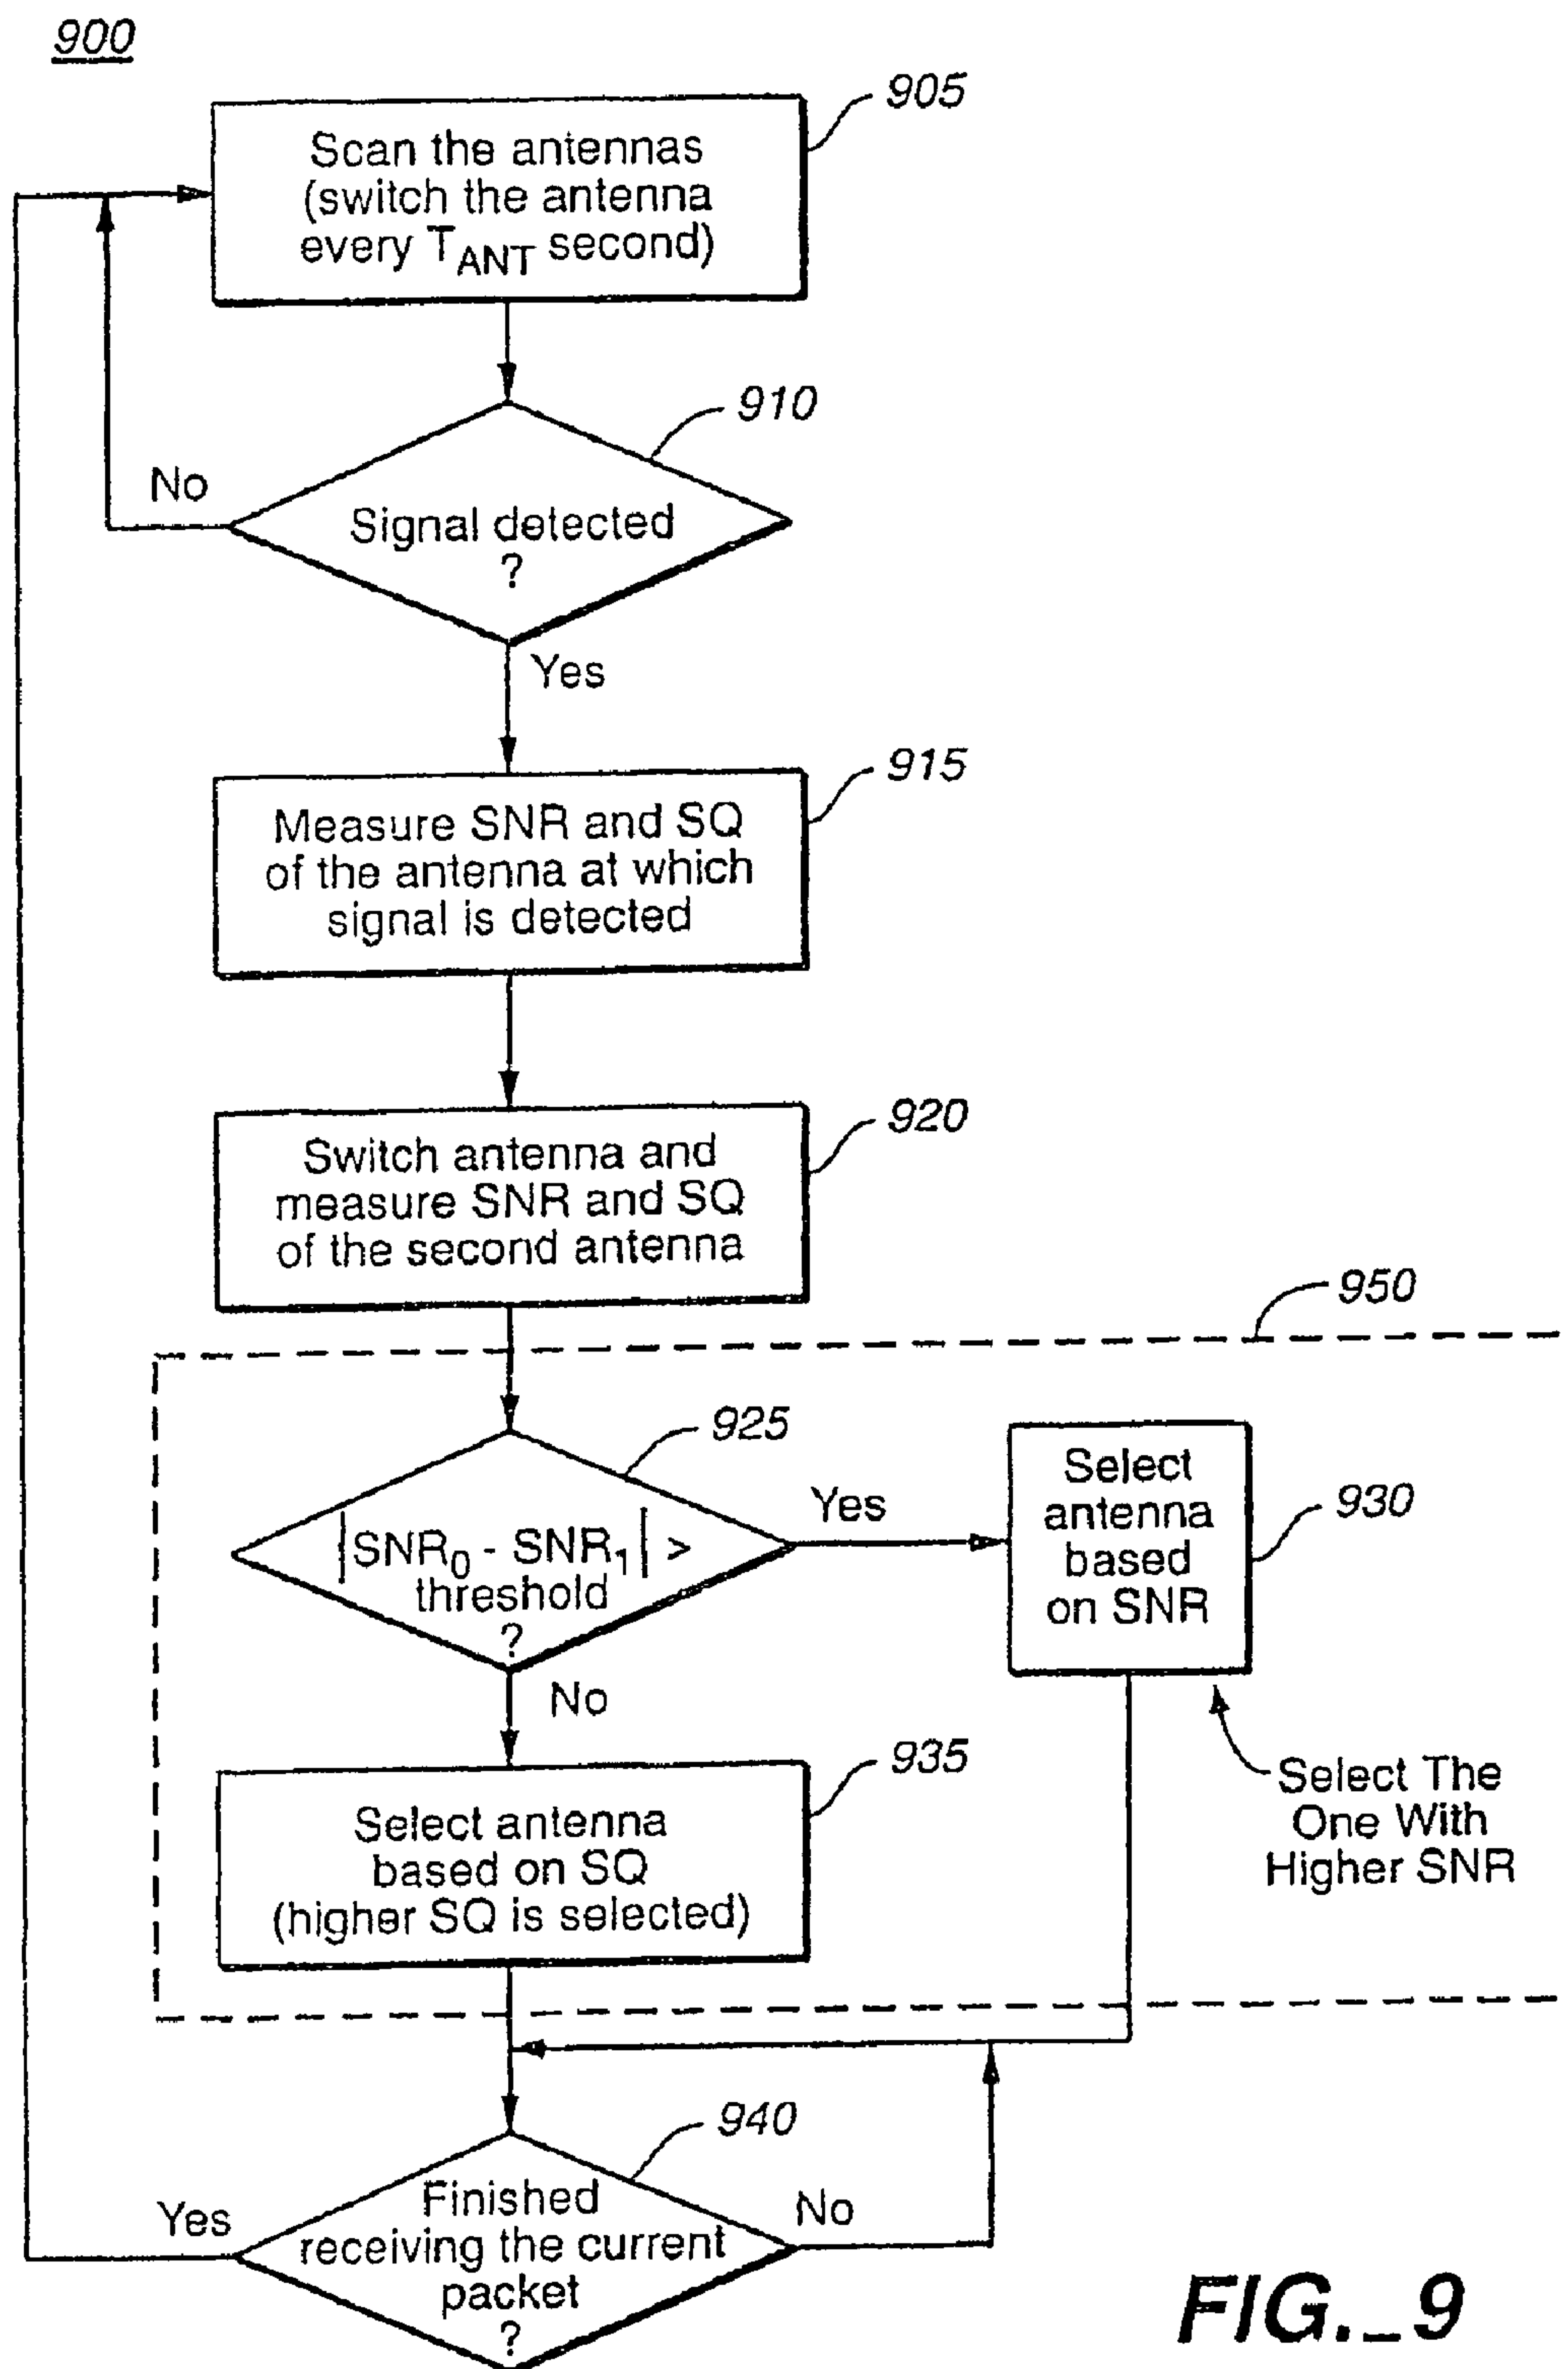 900
905
Scan the antennas
(switch the antenna
every T_ANT second)
910
No
Signal detected
?
Yes
915
Measure SNR and SQ
of the antenna at which
signal is detected
920
Switch antenna and
measure SNR and SQ
of the second antenna
950
925
|SNR₀ - SNR₁| >
threshold
?
Yes
930
Select
antenna
based
on SNR
No
935
Select antenna
based on SQ
(higher SQ is selected)
Select The
One With
Higher SNR
940
Yes
Finished
receiving the current
packet
?
No
FIG._9